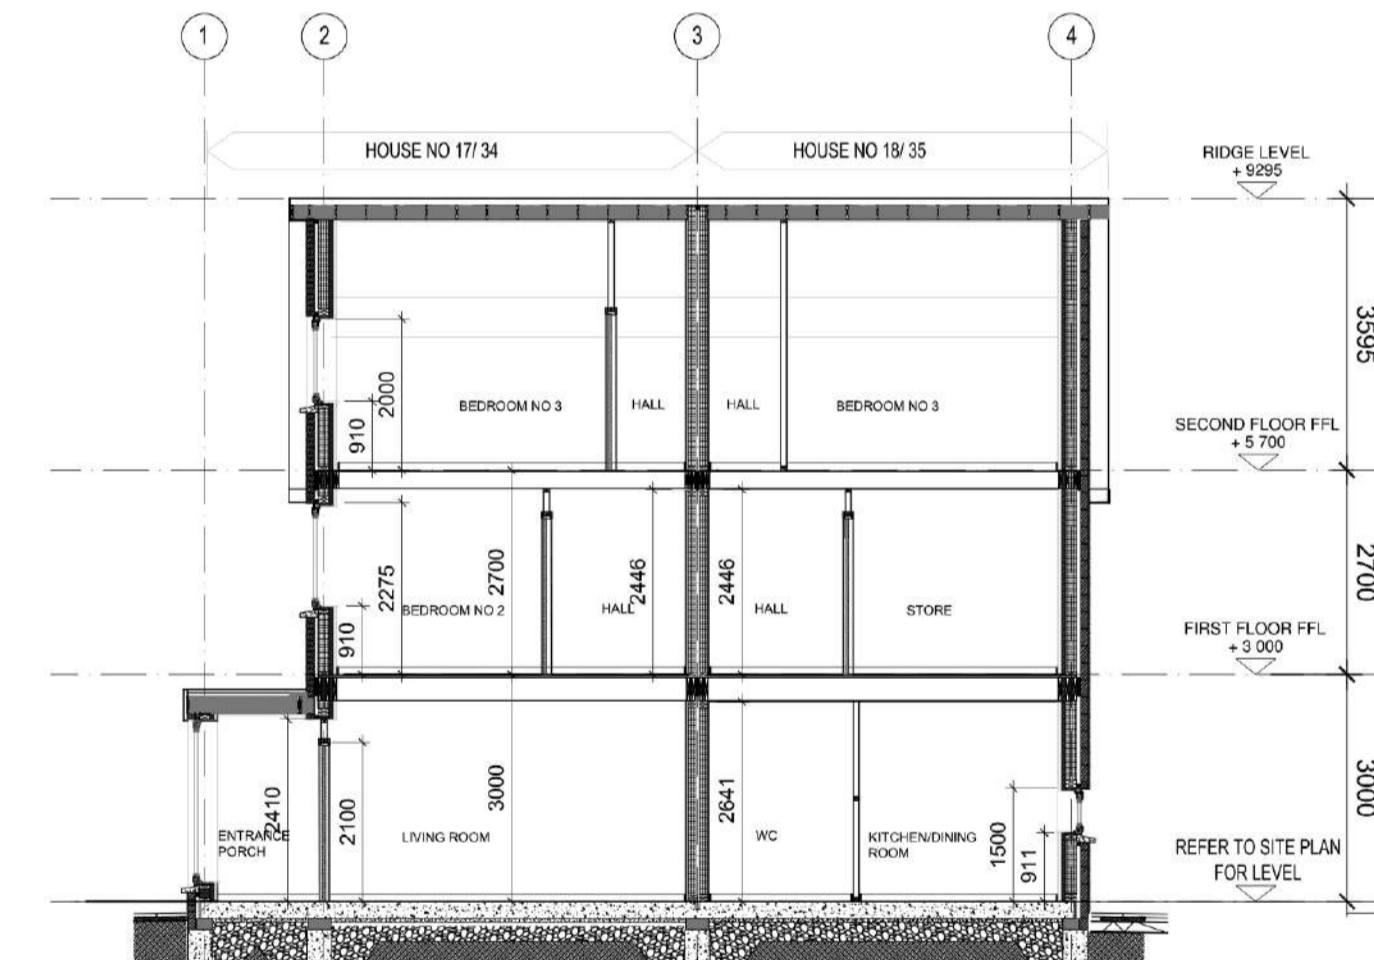 1
2
3
4
HOUSE NO 17/ 34
HOUSE NO 18/ 35
RIDGE LEVEL
+ 9295
3595
2000
910
BEDROOM NO 3
HALL
HALL
BEDROOM NO 3
SECOND FLOOR FFL
+ 5 700
2275
910
2700
BEDROOM NO 2
HALL
2446
2446
HALL
STORE
2700
FIRST FLOOR FFL
+ 3 000
2410
ENTRANCE
PORCH
2100
LIVING ROOM
3000
2641
WC
KITCHEN/DINING
ROOM
1500
911
3000
REFER TO SITE PLAN
FOR LEVEL